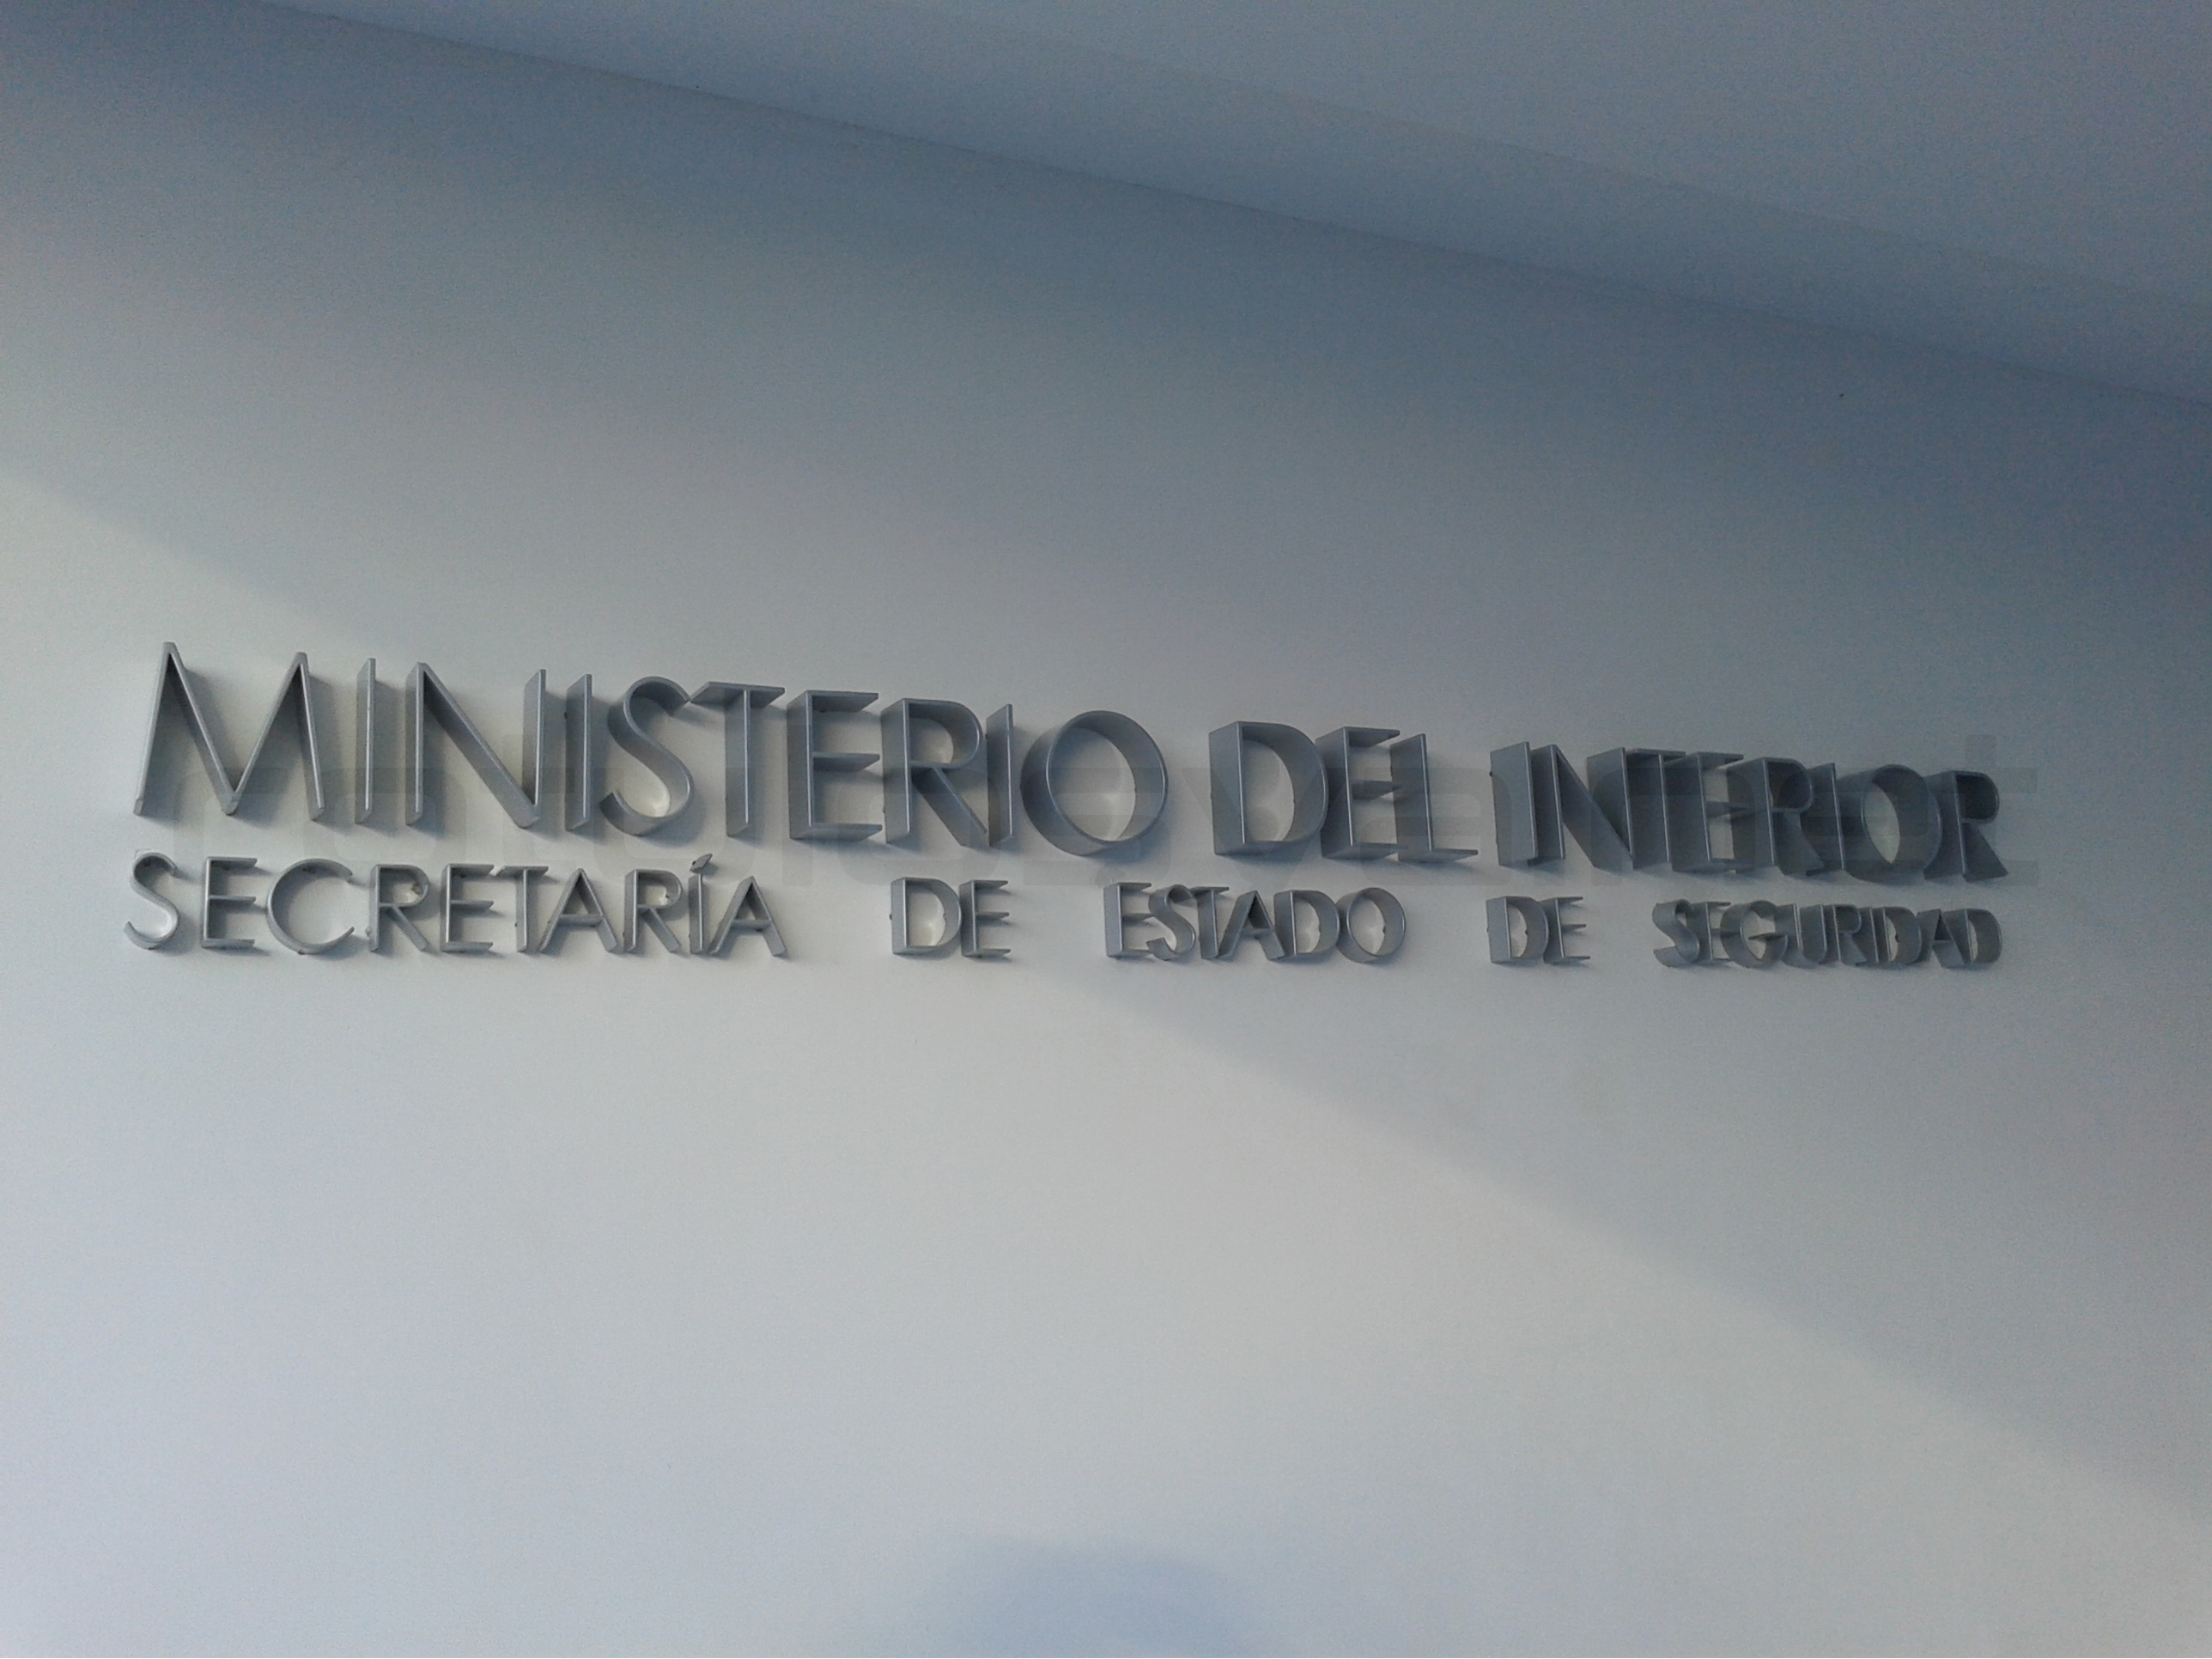 MINISTERIO DEL INTERIOR
SECRETARÍA DE ESTADO DE SEGURIDAD